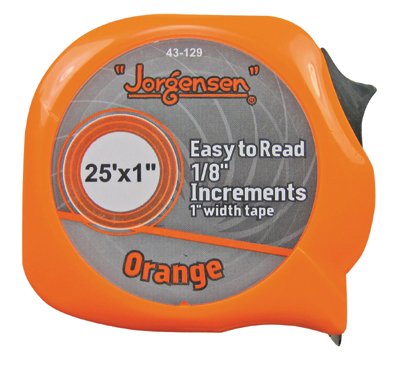 43-129
"Jorgensen"®
25'x1"
Easy to Read
1/8"
Increments
1" width tape
Orange